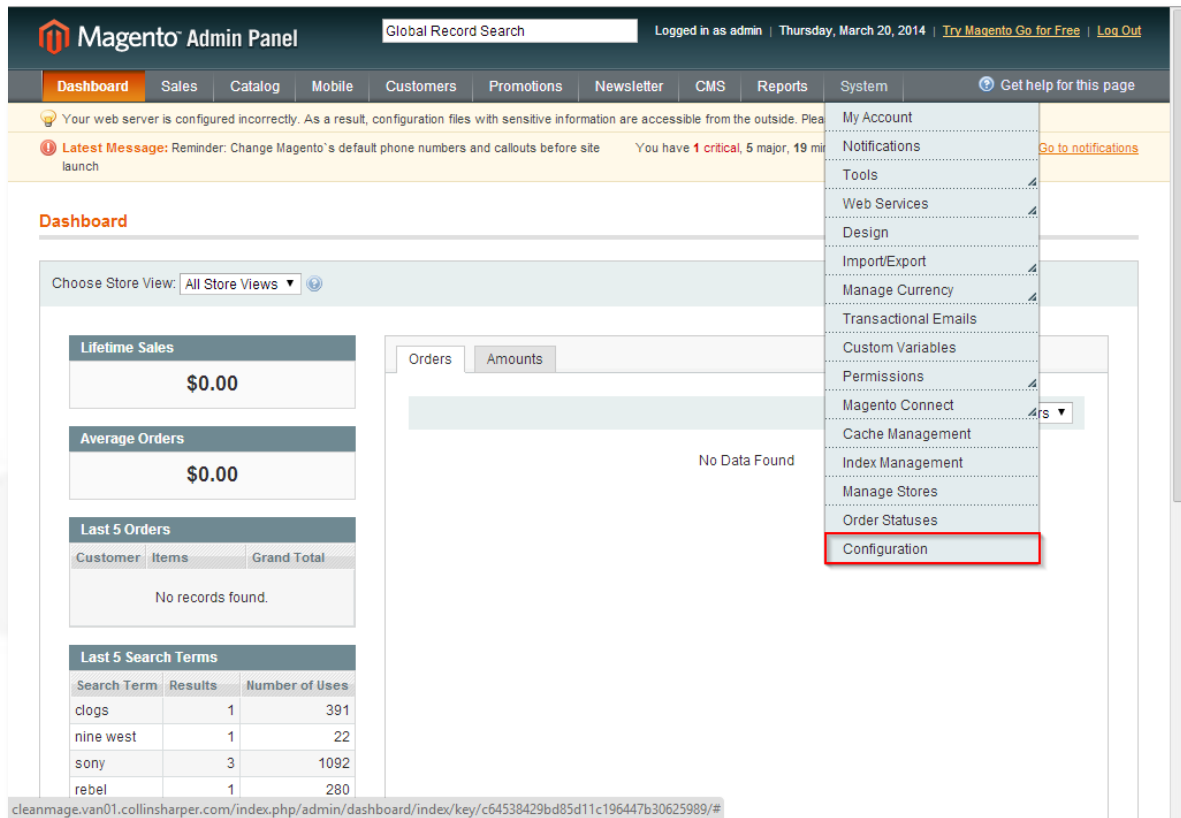 Magento Admin Panel
Global Record Search
Logged in as admin | Thursday, March 20, 2014 | Try Magento Go for Free | Log Out
Dashboard Sales Catalog Mobile Customers Promotions Newsletter CMS Reports System Get help for this page
Your web server is configured incorrectly. As a result, configuration files with sensitive information are accessible from the outside.
Latest Message: Reminder: Change Magento`s default phone numbers and callouts before site
launch
You have 1 critical, 5 major, 19
Go to notifications
My Account
Notifications
Tools
Web Services
Design
Import/Export
Manage Currency
Transactional Emails
Custom Variables
Permissions
Magento Connect
Cache Management
Index Management
Manage Stores
Order Statuses
Configuration
Dashboard
Choose Store View: All Store Views
Lifetime Sales
$0.00
Average Orders
$0.00
Last 5 Orders
Customer Items Grand Total
No records found.
Last 5 Search Terms
Search Term Results Number of Uses
clogs 1 391
nine west 1 22
sony 3 1092
rebel 1 280
Orders Amounts
No Data Found
cleanmage.van01.collinsharper.com/index.php/admin/dashboard/index/key/c64538429bd85d11c196447b30625989/#